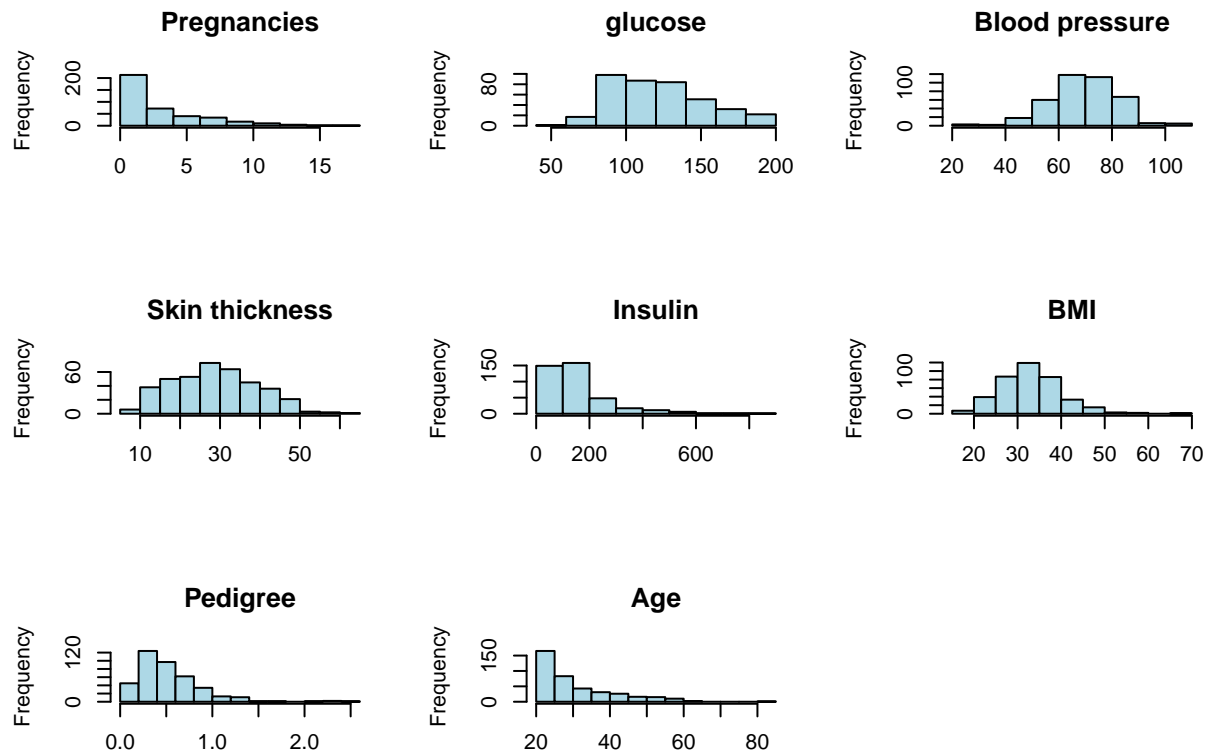 Pregnancies
Frequency
0 200
0 5 10 15
glucose
Frequency
0 80
50 100 150 200
Blood pressure
Frequency
0 100
20 40 60 80 100
Skin thickness
Frequency
0 60
10 30 50
Insulin
Frequency
0 150
0 200 600
BMI
Frequency
0 100
20 30 40 50 60 70
Pedigree
Frequency
0 120
0.0 1.0 2.0
Age
Frequency
0 150
20 40 60 80